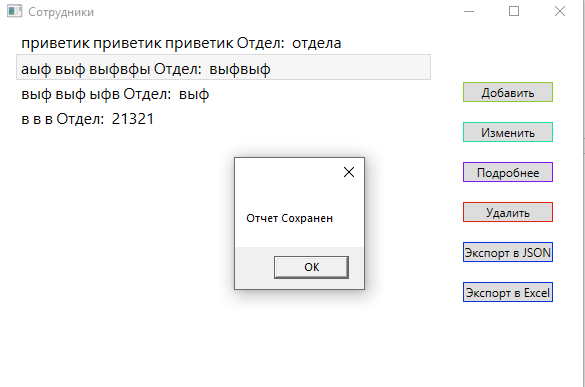 Сотрудники
приветик приветик приветик Отдел: отдела
аыф выф выфвфы Отдел: выфвыф
выф выф ыфв Отдел: выф
в в в Отдел: 21321
Добавить
Изменить
Подробнее
Удалить
Экспорт в JSON
Экспорт в Excel
Отчет Сохранен
ОК